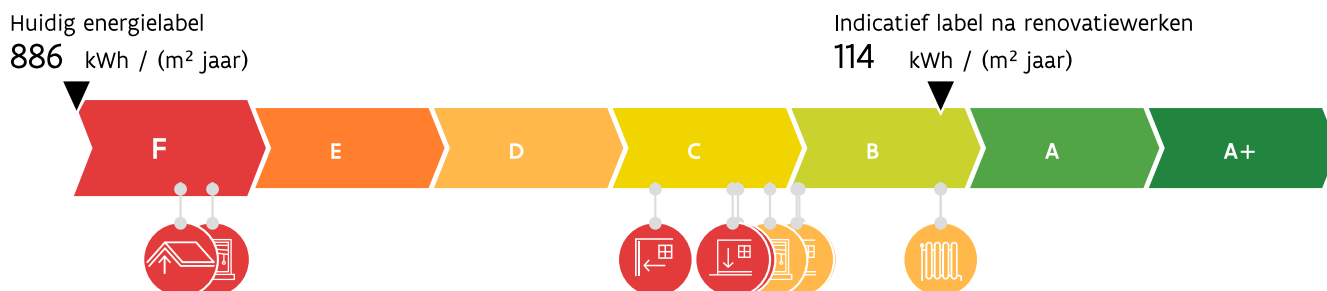 Huidig energielabel
886 kWh / (m² jaar)
Indicatief label na renovatiewerken
114 kWh / (m² jaar)
F E D C B A A+